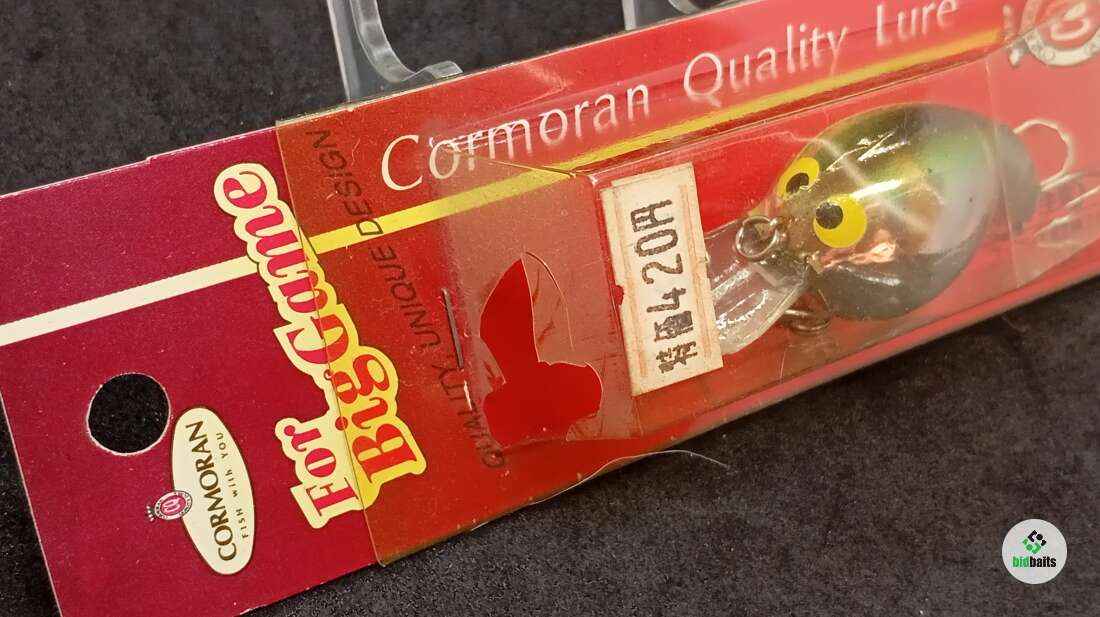 Cormoran Quality Lure
For
Big Game
QUALITY, UNIQUE DESIGN
特価420円
CORMORAN
FISH WITH YOU
bidbaits